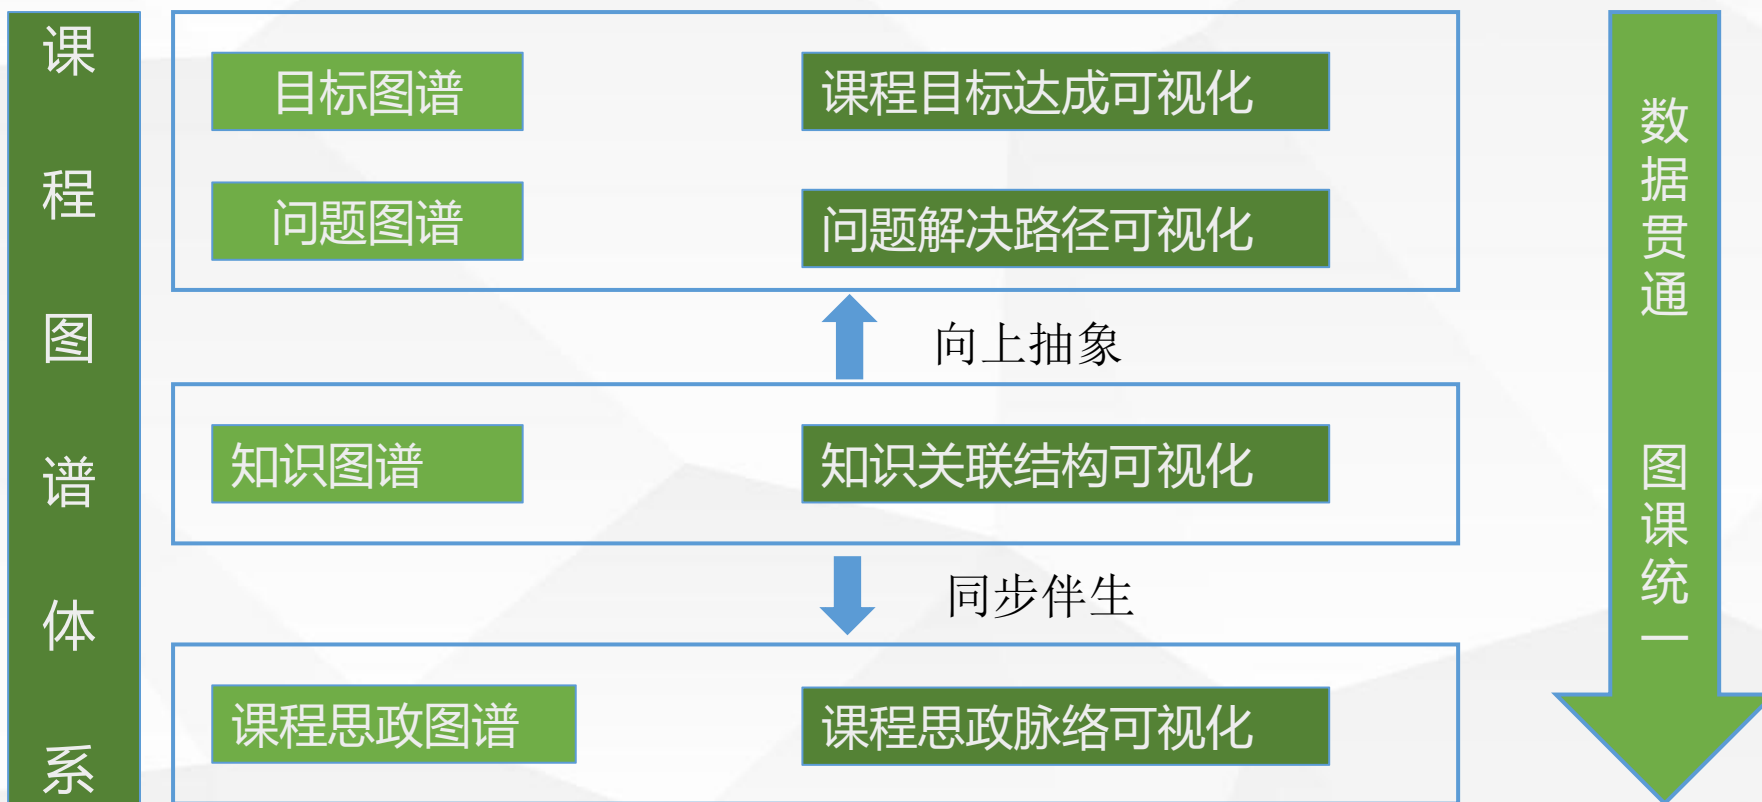 课程图谱体系
目标图谱
课程目标达成可视化
问题图谱
问题解决路径可视化
向上抽象
知识图谱
知识关联结构可视化
同步伴生
课程思政图谱
课程思政脉络可视化
数据贯通
图课统一